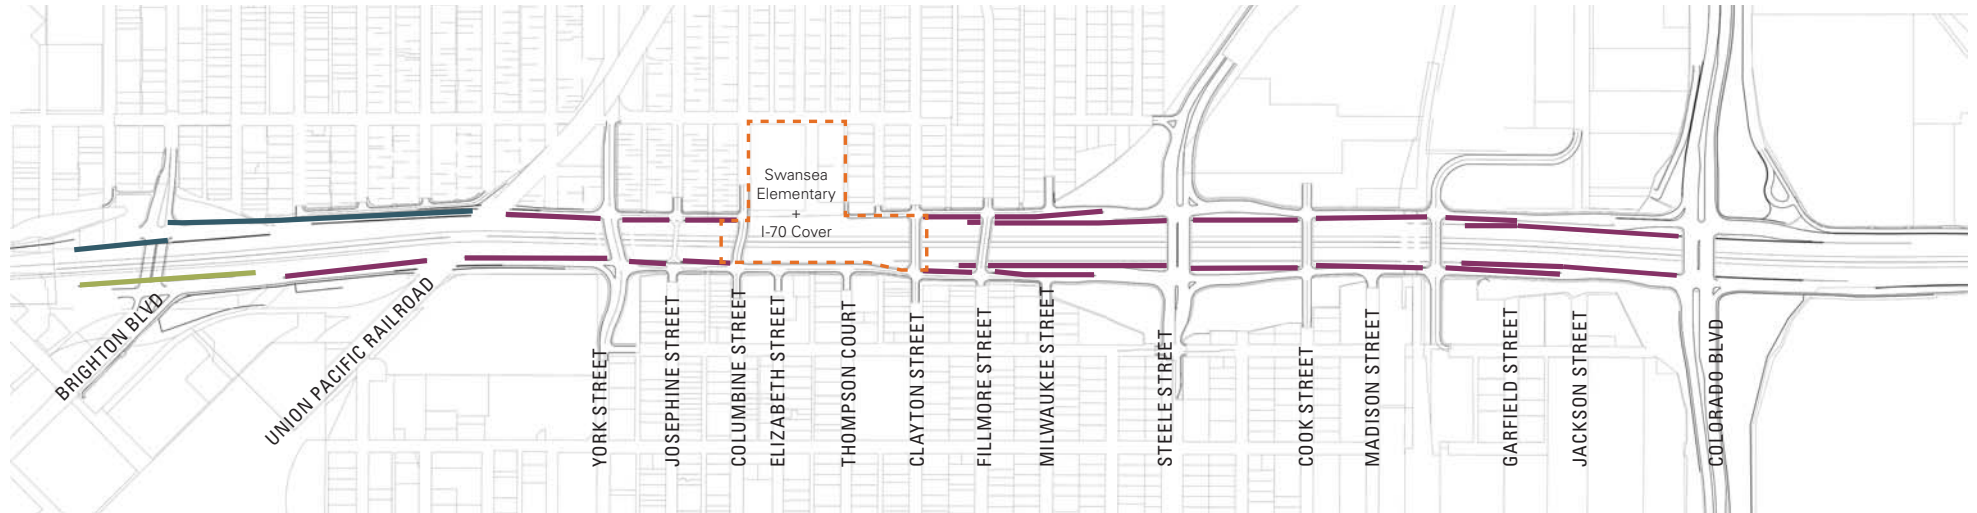 Swansea
Elementary
+
I-70 Cover
BRIGHTON BLVD
UNION PACIFIC RAILROAD
YORK STREET
JOSEPHINE STREET
COLUMBINE STREET
ELIZABETH STREET
THOMPSON COURT
CLAYTON STREET
FILLMORE STREET
MILWAUKEE STREET
STEELE STREET
COOK STREET
MADISON STREET
GARFIELD STREET
JACKSON STREET
COLORADO BLVD